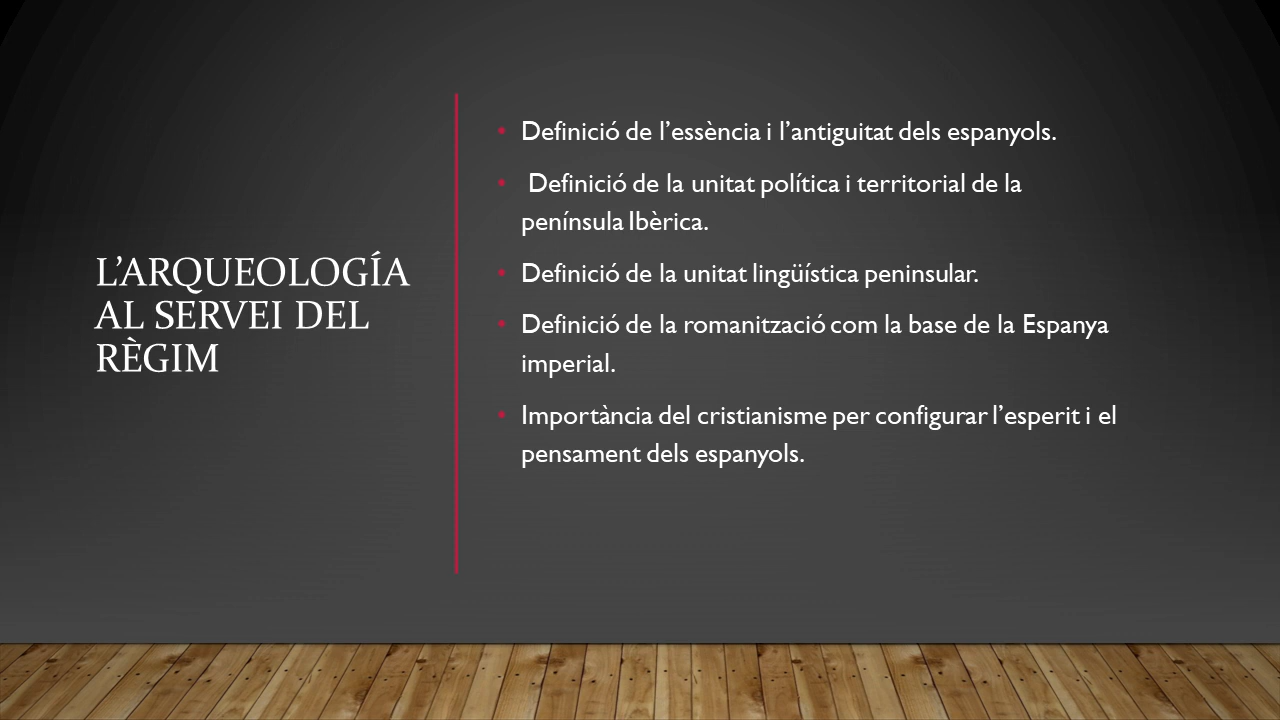 L’ARQUEOLOGÍA
AL SERVEI DEL
RÈGIM
• Definició de l’essència i l’antiguitat dels espanyols.
• Definició de la unitat política i territorial de la
península Ibèrica.
• Definició de la unitat lingüística peninsular.
• Definició de la romanització com la base de la Espanya
imperial.
• Importància del cristianisme per configurar l’esperit i el
pensament dels espanyols.